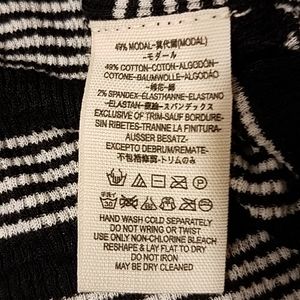 49% MODAL-莫代爾(MODAL)
-モダール
49% COTTON-COTON-ALGODÓN-
COTONE-BAUMWOLLE-ALGODÃO
-棉花-綿
2% SPANDEX-ÉLASTHANNE-ELASTANO
-ELASTAN-氨綸-スパンデックス
EXCLUSIVE OF TRIM-SAUF BORDURE-
SIN RIBETES-TRANNE LA FINITURA-
AUSSER BESATZ-
EXCEPTO DEBRUM/REMATE-
不包括修飾-トリムのみ
HAND WASH COLD SEPARATELY
DO NOT WRING OR TWIST
USE ONLY NON-CHLORINE BLEACH
RESHAPE & LAY FLAT TO DRY
DO NOT IRON
MAY BE DRY CLEANED